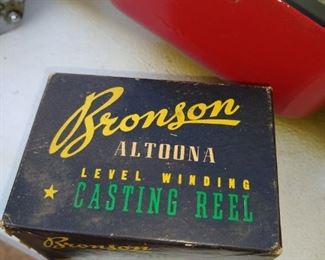 Bronson
ALTOONA
LEVEL WINDING
★ CASTING REEL
Bronson